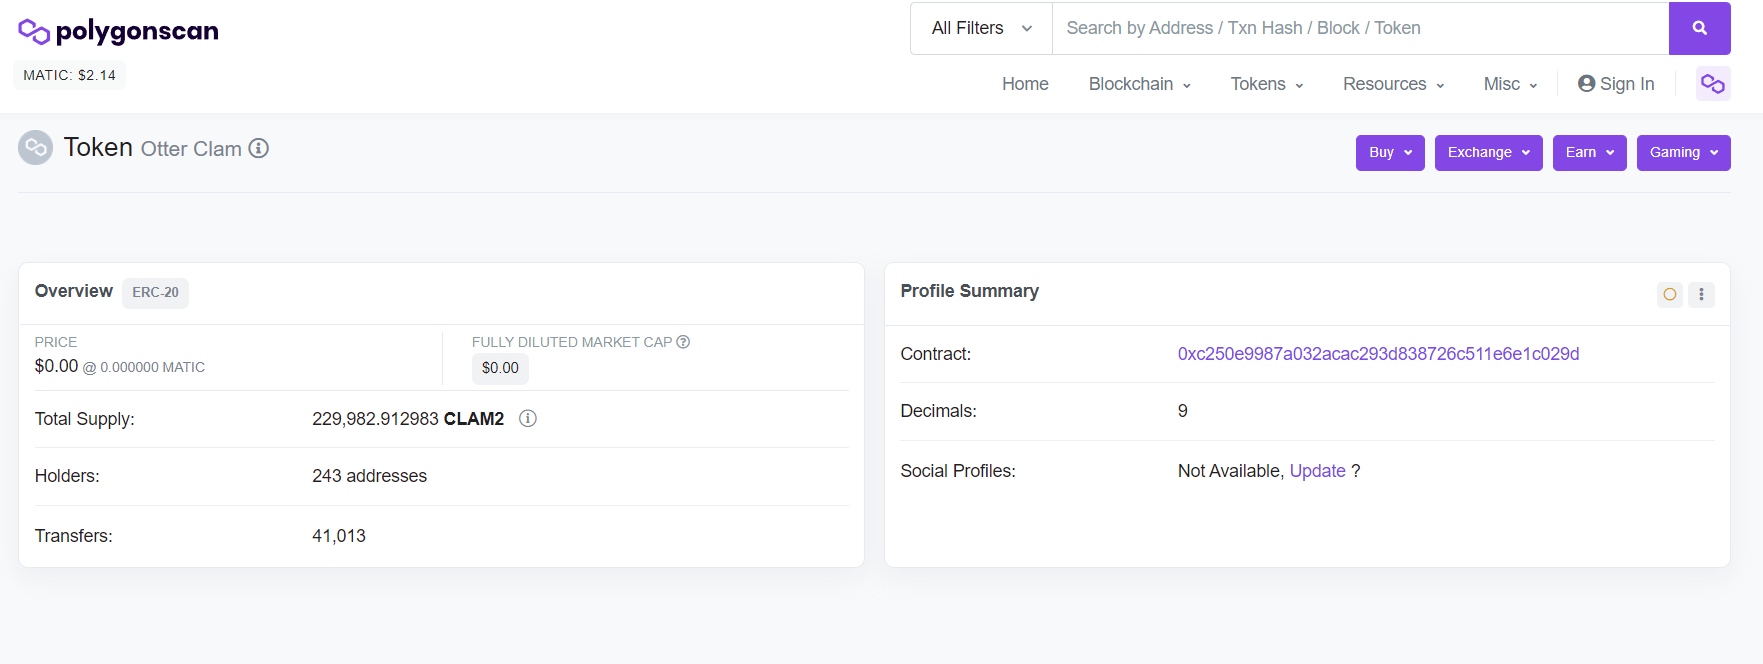 polygonscan
MATIC: $2.14
All Filters
Search by Address / Txn Hash / Block / Token
Home Blockchain Tokens Resources Misc Sign In
Token Otter Clam
Buy Exchange Earn Gaming
Overview ERC-20
PRICE
$0.00 @ 0.000000 MATIC
FULLY DILUTED MARKET CAP
$0.00
Total Supply: 229,982.912983 CLAM2
Holders: 243 addresses
Transfers: 41,013
Profile Summary
Contract: 0xc250e9987a032acac293d838726c511e6e1c029d
Decimals: 9
Social Profiles: Not Available, Update ?